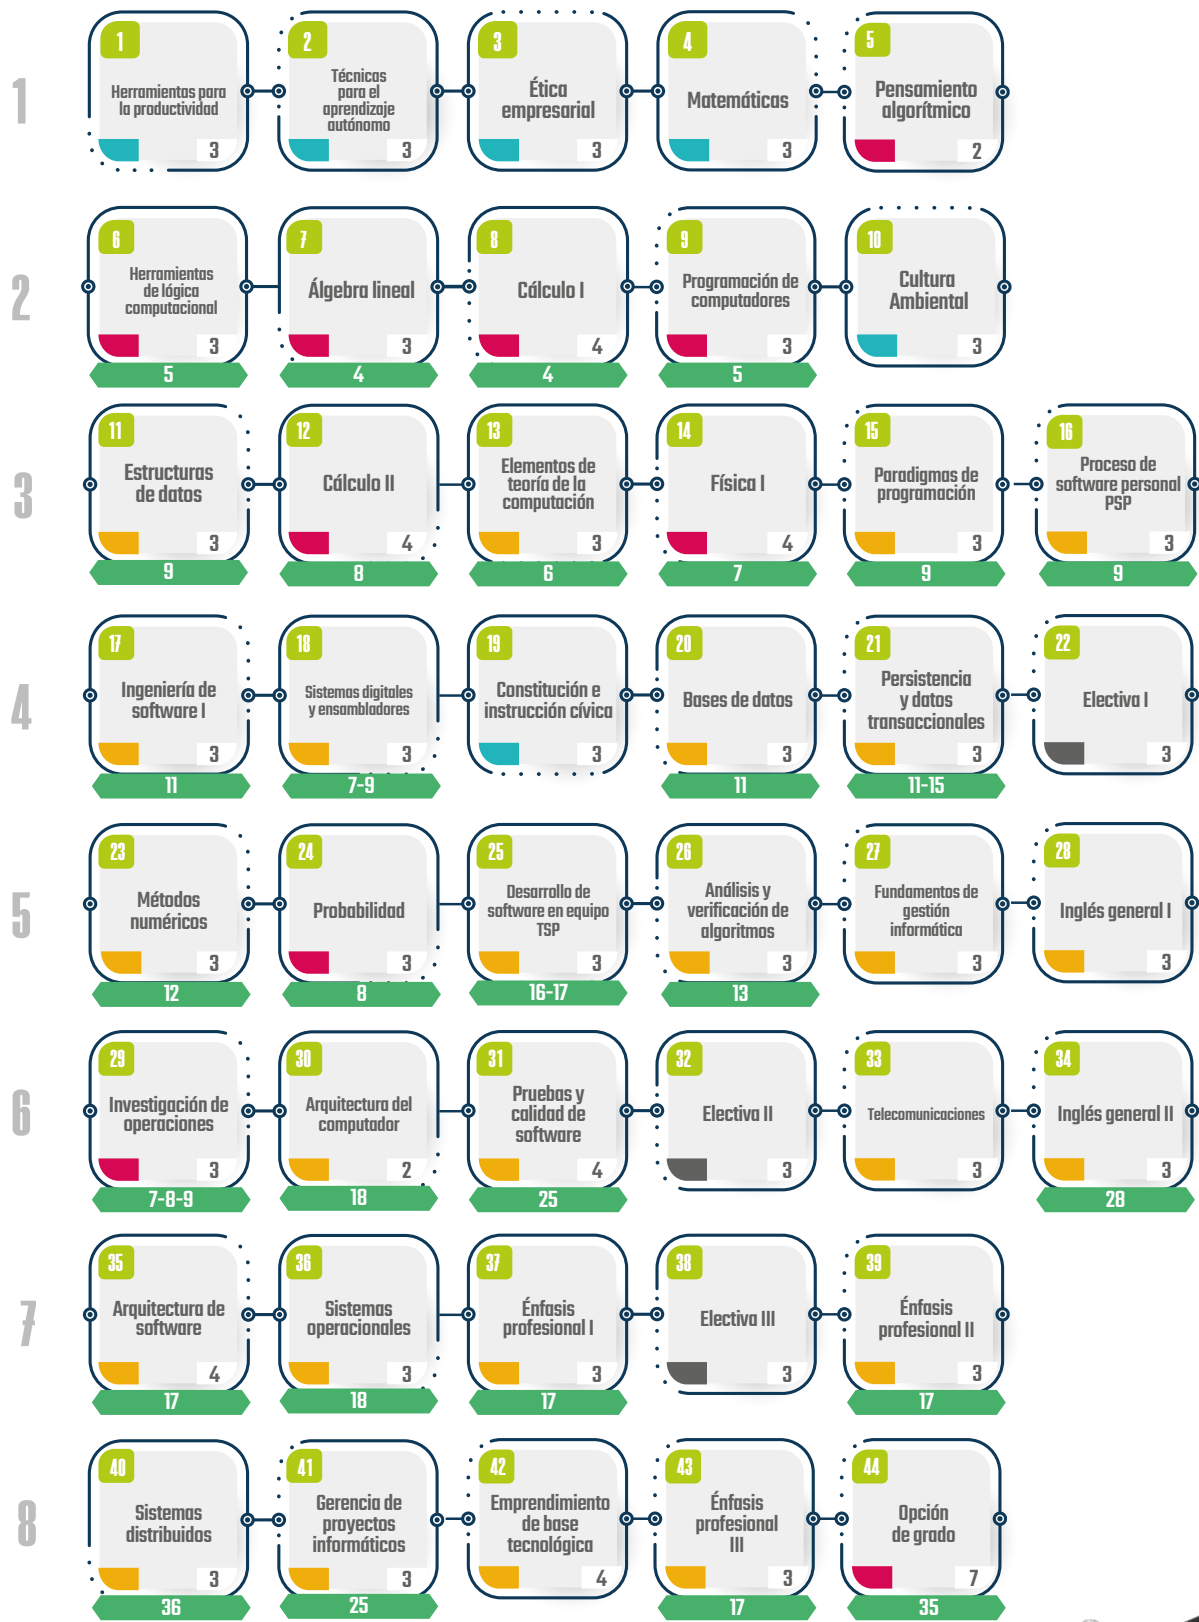 1
1
Herramientas para
la productividad
3
2
Técnicas
para el
aprendizaje
autónomo
3
3
Ética
empresarial
3
4
Matemáticas
3
5
Pensamiento
algorítmico
2
2
6
Herramientas
de lógica
computacional
3
5
7
Álgebra lineal
3
4
8
Cálculo I
4
4
9
Programación de
computadores
3
5
10
Cultura
Ambiental
3
3
11
Estructuras
de datos
3
9
12
Cálculo II
4
8
13
Elementos de
teoría de la
computación
3
6
14
Física I
4
7
15
Paradigmas de
programación
3
9
16
Proceso de
software personal
PSP
3
9
4
17
Ingeniería de
software I
3
11
18
Sistemas digitales
y ensambladores
3
7-9
19
Constitución e
instrucción cívica
3
20
Bases de datos
3
11
21
Persistencia
y datos
transaccionales
3
11-15
22
Electiva I
3
5
23
Métodos
numéricos
3
12
24
Probabilidad
3
8
25
Desarrollo de
software en equipo
TSP
3
16-17
26
Análisis y
verificación de
algoritmos
3
13
27
Fundamentos de
gestión
informática
3
28
Inglés general I
3
6
29
Investigación de
operaciones
3
7-8-9
30
Arquitectura del
computador
2
18
31
Pruebas y
calidad de
software
4
25
32
Electiva II
3
33
Telecomunicaciones
3
34
Inglés general II
3
28
7
35
Arquitectura de
software
4
17
36
Sistemas
operacionales
3
18
37
Énfasis
profesional I
3
17
38
Electiva III
3
39
Énfasis
profesional II
3
17
8
40
Sistemas
distribuidos
3
36
41
Gerencia de
proyectos
informáticos
3
25
42
Emprendimiento
de base
tecnológica
4
43
Énfasis
profesional
III
3
17
44
Opción
de grado
7
35